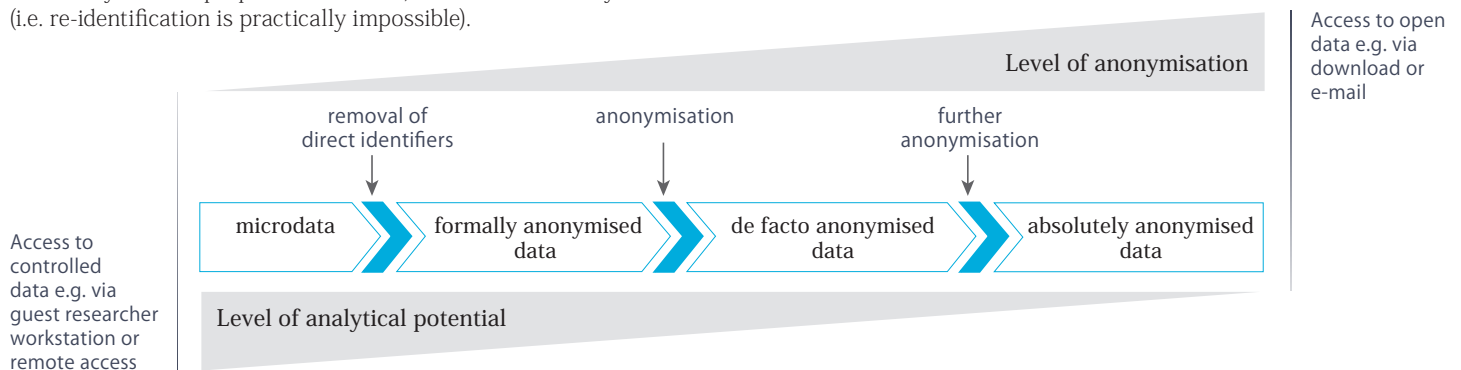 (i.e. re-identification is practically impossible).
Access to open
data e.g. via
download or
e-mail
Level of anonymisation
removal of
direct identifiers
anonymisation
further
anonymisation
microdata
formally anonymised
data
de facto anonymised
data
absolutely anonymised
data
Access to
controlled
data e.g. via
guest researcher
workstation or
remote access
Level of analytical potential